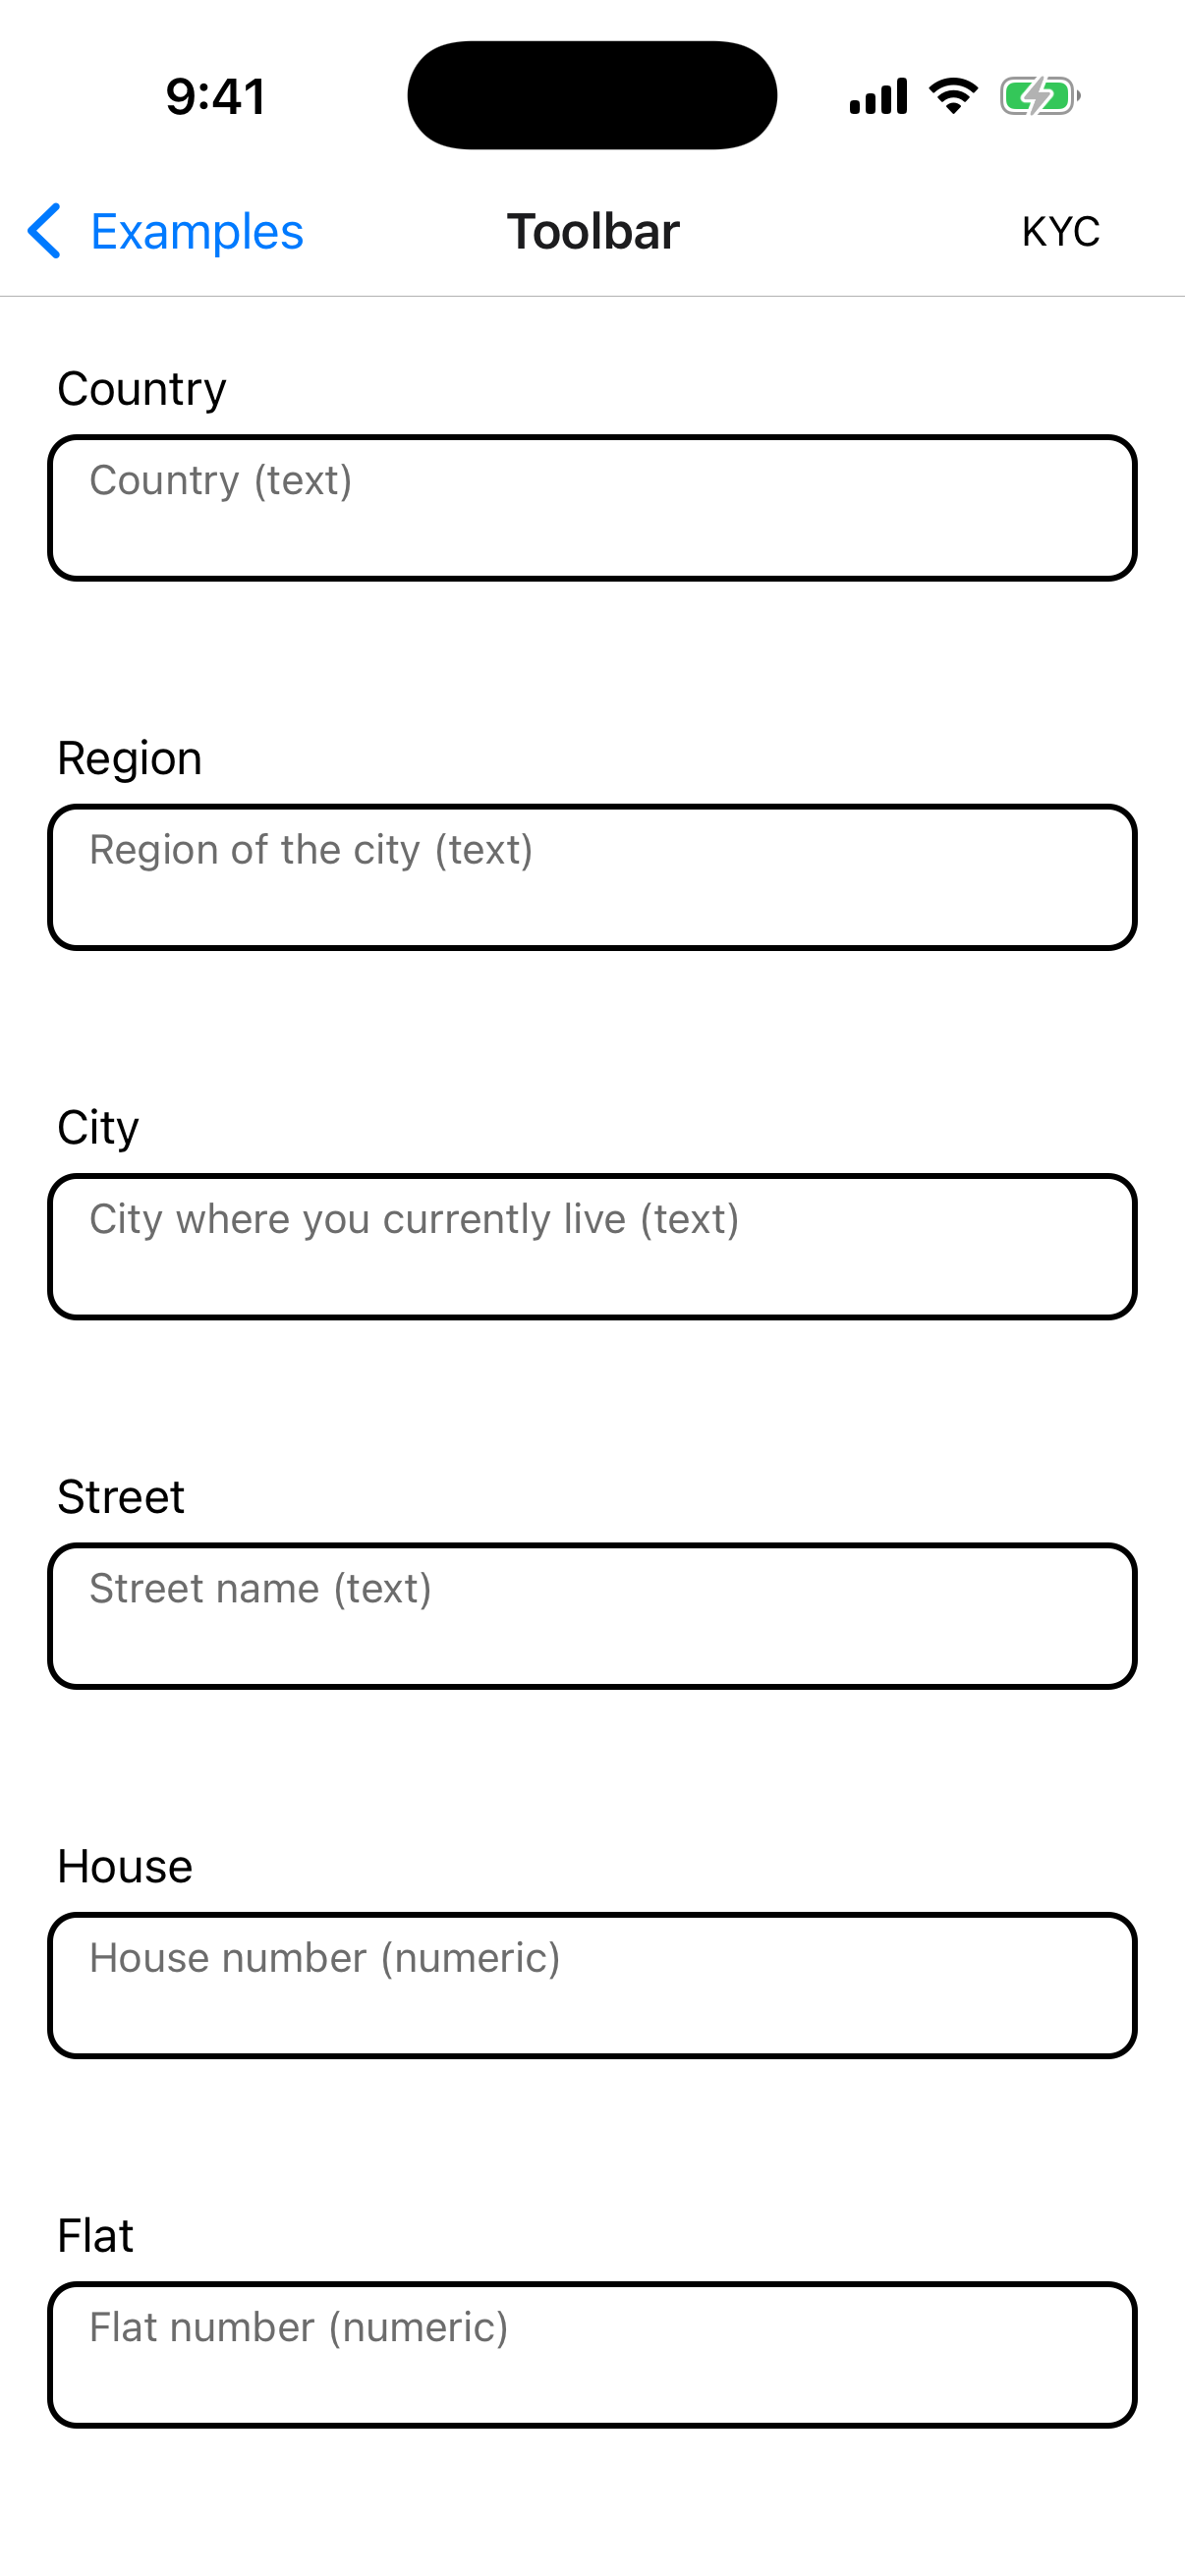 9:41
Examples Toolbar KYC
Country
Country (text)
Region
Region of the city (text)
City
City where you currently live (text)
Street
Street name (text)
House
House number (numeric)
Flat
Flat number (numeric)